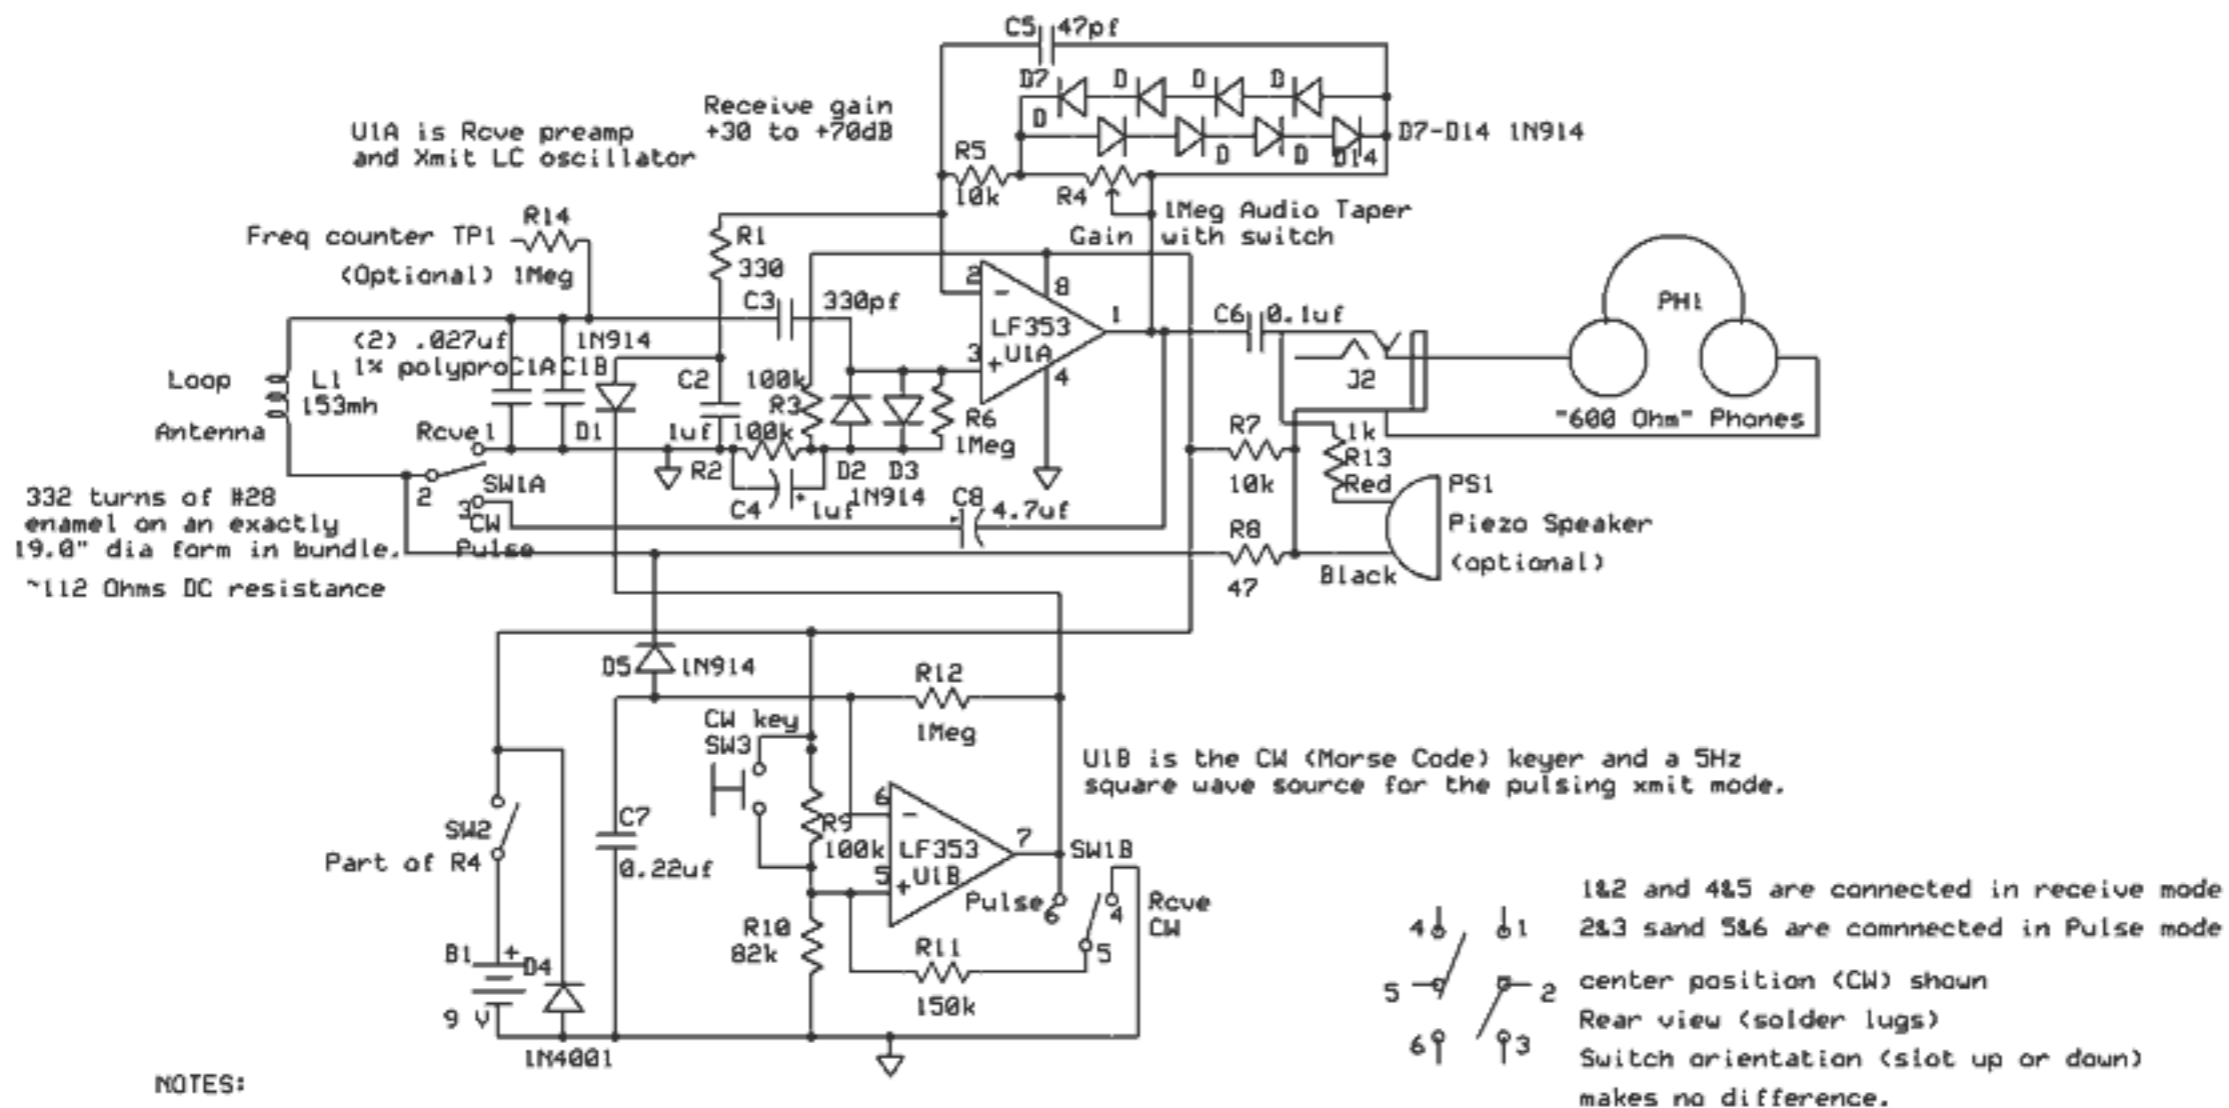 C5 47pf
D7 D D D
Receive gain
+30 to +70dB
U1A is Rcve preamp
and Xmit LC oscillator
D
D7-D14 1N914
R5
D D D14
10k
R4
1Meg Audio Taper
Gain with switch
R14
Freq counter TP1
(Optional) 1Meg
R1
330
2
-
8
C3 330pf
LF353
1
C6 0.1uf
PH1
(2) .027uf 1N914
1% polypro C1A C1B
3
+
U1A
4
Loop
L1
153mh
C2
100k
J2
R3
Antenna
Rcve 1
D1
1uf 100k
R6
1Meg
"600 Ohm" Phones
R7
1k
R13
R2
D2 D3
2
SW1A
10k
Red
PS1
332 turns of #28
enamel on an exactly
19.0" dia form in bundle.
~112 Ohms DC resistance
3
CW
Pulse
C4 + 1uf
1N914
C8 4.7uf
+
R8
47
Piezo Speaker
(optional)
Black
D5 1N914
R12
1Meg
CW key
SW3
U1B is the CW (Morse Code) keyer and a 5Hz
square wave source for the pulsing xmit mode.
6
-
C7
0.22uf
R9
100k
LF353
7
SW1B
SW2
Part of R4
5
+
U1B
Pulse
6
4
Rcve
CW
R10
82k
R11
5
150k
B1 +
D4
9 V
1N4001
1&2 and 4&5 are connected in receive mode
4 1
2&3 sand 5&6 are comnnected in Pulse mode
5 2
center position (CW) shown
Rear view (solder lugs)
6 3
Switch orientation (slot up or down)
makes no difference.
NOTES: